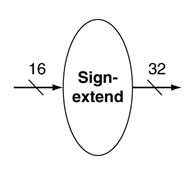 16
32
Sign-
extend